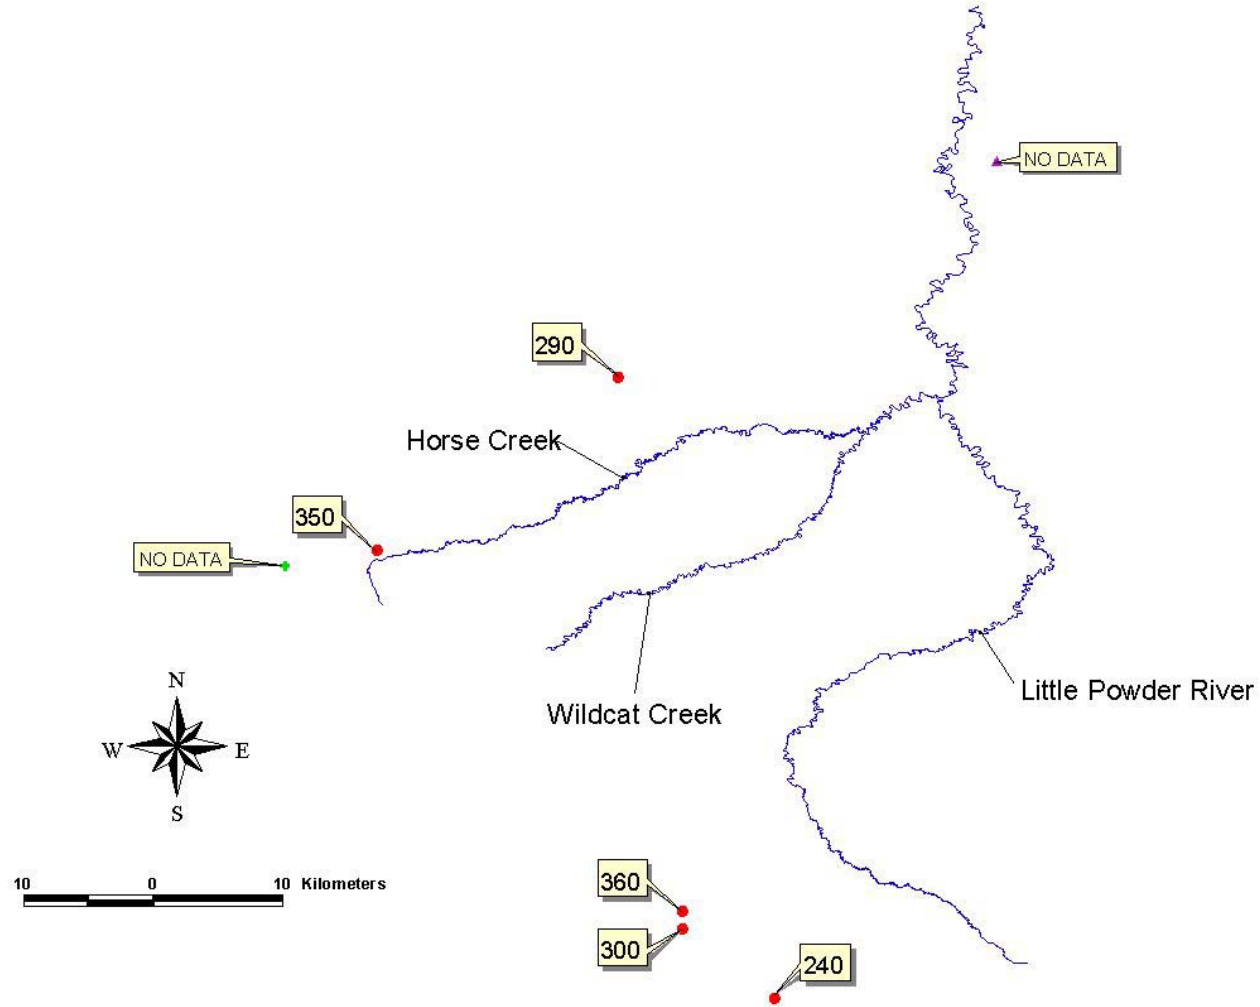 NO DATA
290
Horse Creek
350
NO DATA
N
W E
S
Wildcat Creek
Little Powder River
10 0 10 Kilometers
360
300
240